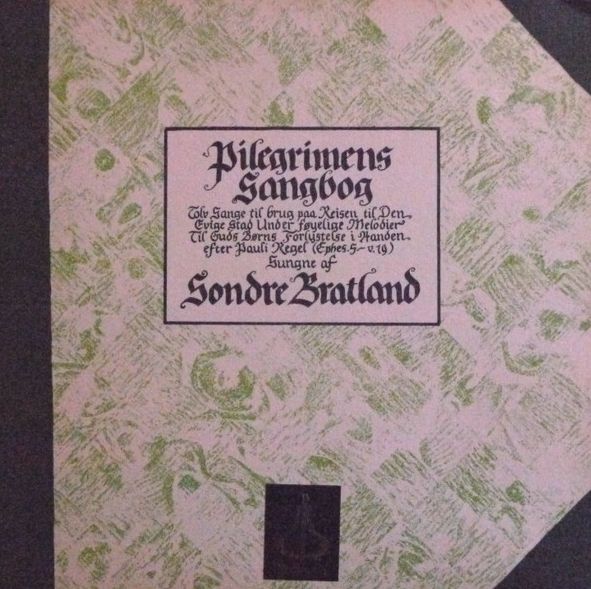 Pilegrimens
Sangbog
Tolv Sange til brug paa Reisen til Den
Evige Stad Under føyelige Melodier
Til Guds Børns Forlystelse i Aanden
efter Pauli Regel (Ephes. 5 - v. 19)
Sungne af
Sondre Bratland